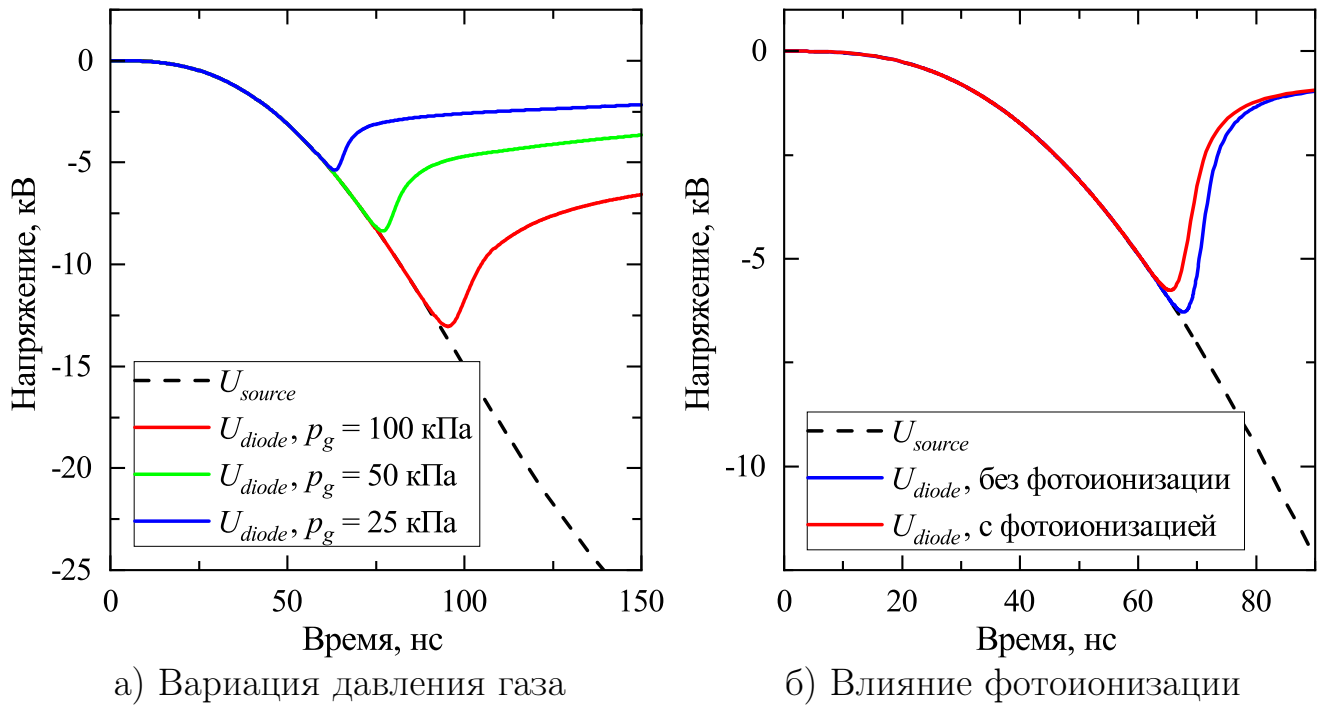 0
-5
-10
-15
-20
-25
Напряжение, кВ
0 50 100 150
Время, нс
U_source
U_diode, p_g = 100 кПа
U_diode, p_g = 50 кПа
U_diode, p_g = 25 кПа
а) Вариация давления газа
0
-5
-10
Напряжение, кВ
0 20 40 60 80
Время, нс
U_source
U_diode, без фотоионизации
U_diode, с фотоионизацией
б) Влияние фотоионизации